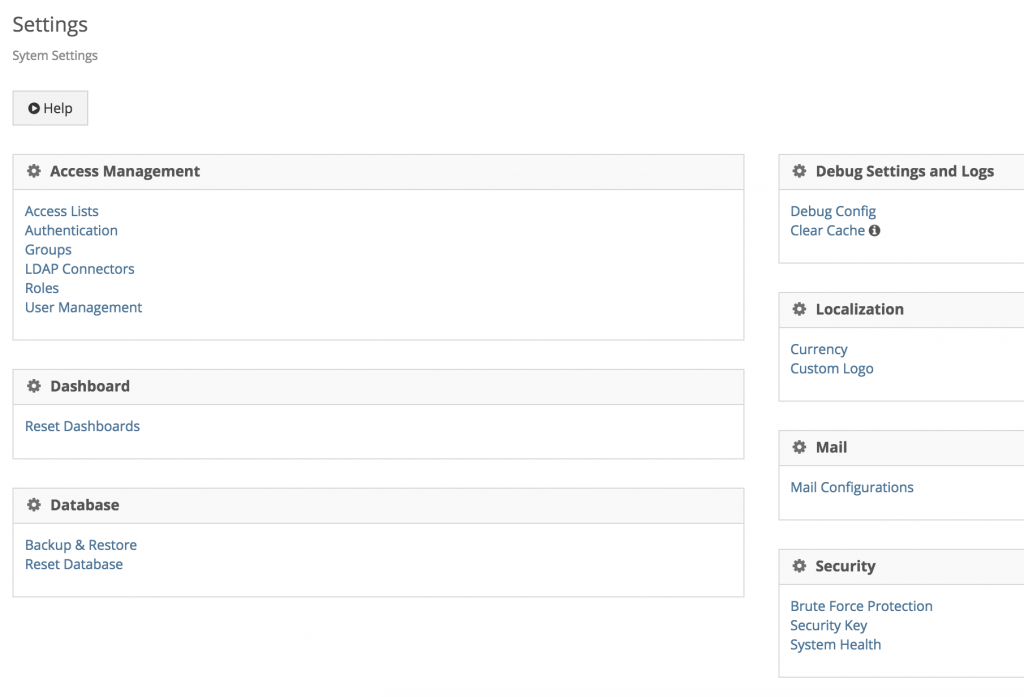 Settings
Sytem Settings
Help
Access Management
Access Lists
Authentication
Groups
LDAP Connectors
Roles
User Management
Dashboard
Reset Dashboards
Database
Backup & Restore
Reset Database
Debug Settings and Logs
Debug Config
Clear Cache
Localization
Currency
Custom Logo
Mail
Mail Configurations
Security
Brute Force Protection
Security Key
System Health